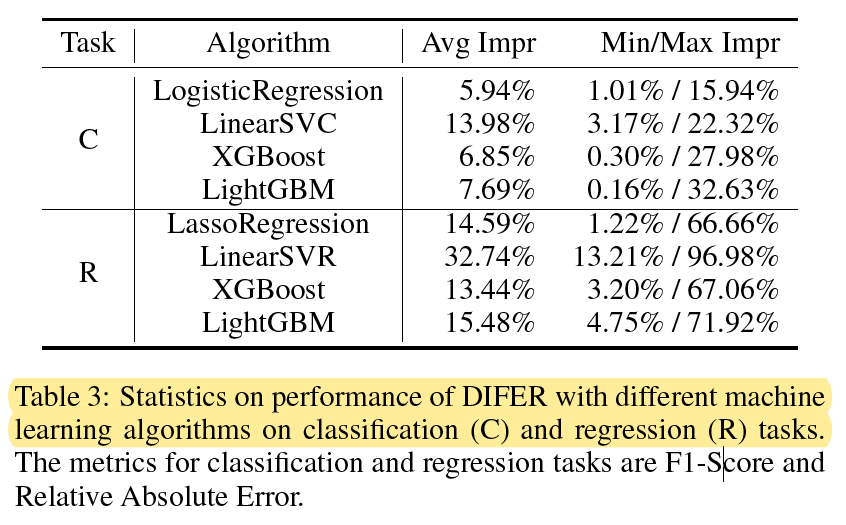 Task Algorithm Avg Impr Min/Max Impr
C
LogisticRegression 5.94% 1.01% / 15.94%
LinearSVC 13.98% 3.17% / 22.32%
XGBoost 6.85% 0.30% / 27.98%
LightGBM 7.69% 0.16% / 32.63%
R
LassoRegression 14.59% 1.22% / 66.66%
LinearSVR 32.74% 13.21% / 96.98%
XGBoost 13.44% 3.20% / 67.06%
LightGBM 15.48% 4.75% / 71.92%
Table 3: Statistics on performance of DIFER with different machine
learning algorithms on classification (C) and regression (R) tasks.
The metrics for classification and regression tasks are F1-Score and
Relative Absolute Error.